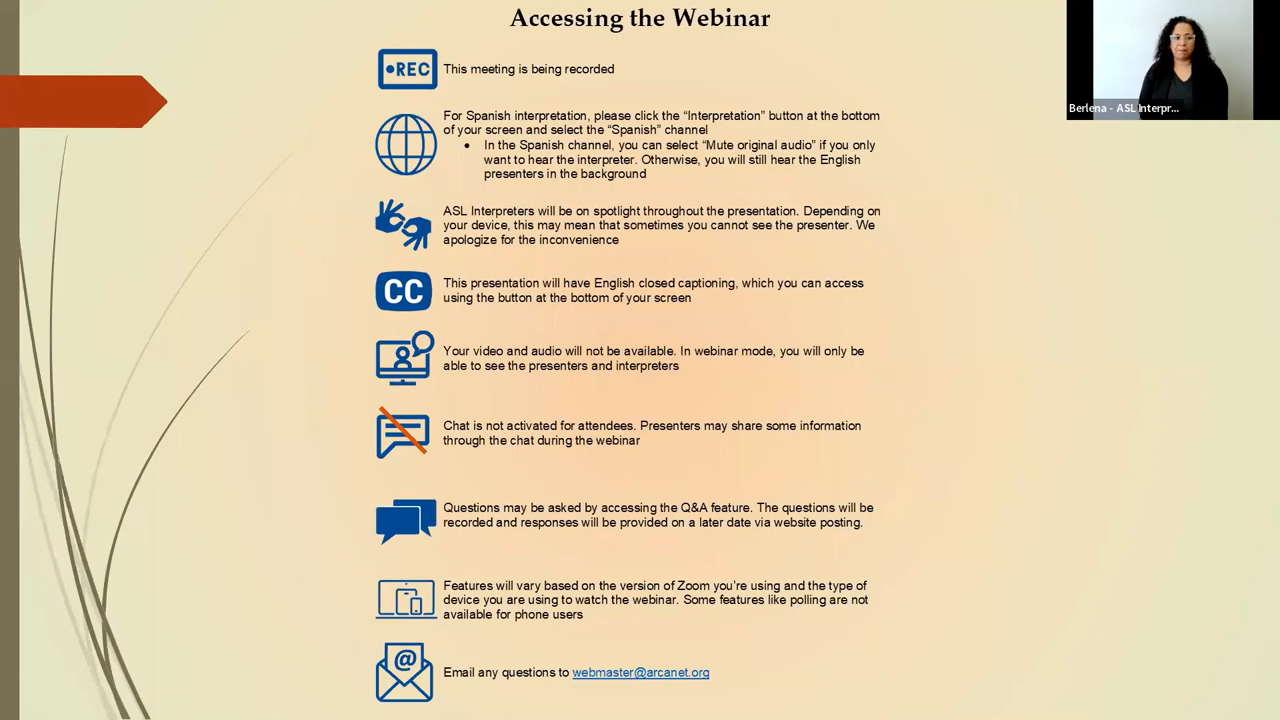 Accessing the Webinar
REC
This meeting is being recorded
For Spanish interpretation, please click the “Interpretation” button at the bottom
of your screen and select the “Spanish” channel
• In the Spanish channel, you can select “Mute original audio” if you only
want to hear the interpreter. Otherwise, you will still hear the English
presenters in the background
ASL Interpreters will be on spotlight throughout the presentation. Depending on
your device, this may mean that sometimes you cannot see the presenter. We
apologize for the inconvenience
CC
This presentation will have English closed captioning, which you can access
using the button at the bottom of your screen
Your video and audio will not be available. In webinar mode, you will only be
able to see the presenters and interpreters
Chat is not activated for attendees. Presenters may share some information
through the chat during the webinar
Questions may be asked by accessing the Q&A feature. The questions will be
recorded and responses will be provided on a later date via website posting.
Features will vary based on the version of Zoom you’re using and the type of
device you are using to watch the webinar. Some features like polling are not
available for phone users
@
Email any questions to webmaster@arcanet.org
Berlena - ASL Interpr...